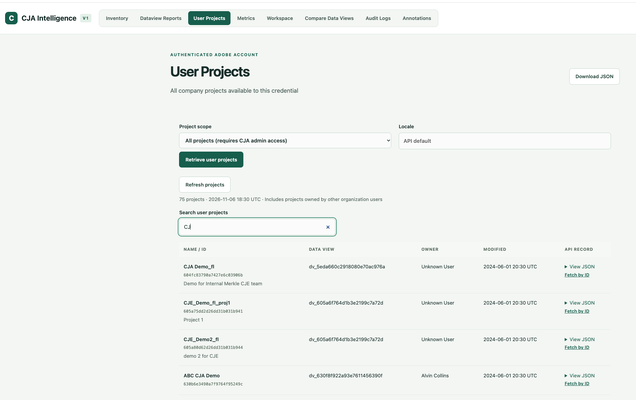 C CJA Intelligence V1 Inventory Dataview Reports User Projects Metrics Workspace Compare Data Views Audit Logs Annotations
AUTHENTICATED ADOBE ACCOUNT
User Projects
Download JSON
All company projects available to this credential
Project scope Locale
All projects (requires CJA admin access) API default
Retrieve user projects
Refresh projects
75 projects · 2026-11-06 18:30 UTC · Includes projects owned by other organization users
Search user projects
CJ
NAME / ID DATA VIEW OWNER MODIFIED API RECORD
CJA Demo_fl dv_5eda660c2918080e70ac976a Unknown User 2024-06-01 20:30 UTC View JSON
Fetch by ID
Demo for Internal Merkle CJE team
CJE_Demo_fl_proj1 dv_605a6f764d1b3e2199c7a72d Unknown User 2024-06-01 20:30 UTC View JSON
Fetch by ID
Project 1
CJE_Demo2_fl dv_605a6f764d1b3e2199c7a72d Unknown User 2024-06-01 20:30 UTC View JSON
Fetch by ID
demo 2 for CJE
ABC CJA Demo dv_630f8f922a93e7611456390f Alvin Collins 2024-06-01 20:30 UTC View JSON
Fetch by ID